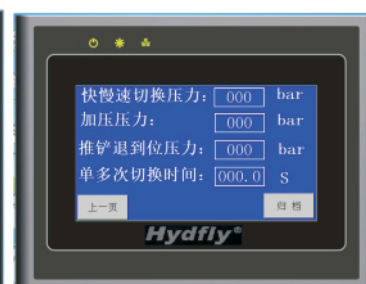 快慢速切换压力： 000 bar
加压压力： 000 bar
推铲退到位压力： 000 bar
单多次切换时间： 000.0 S
上一页 归 档
Hydfly®